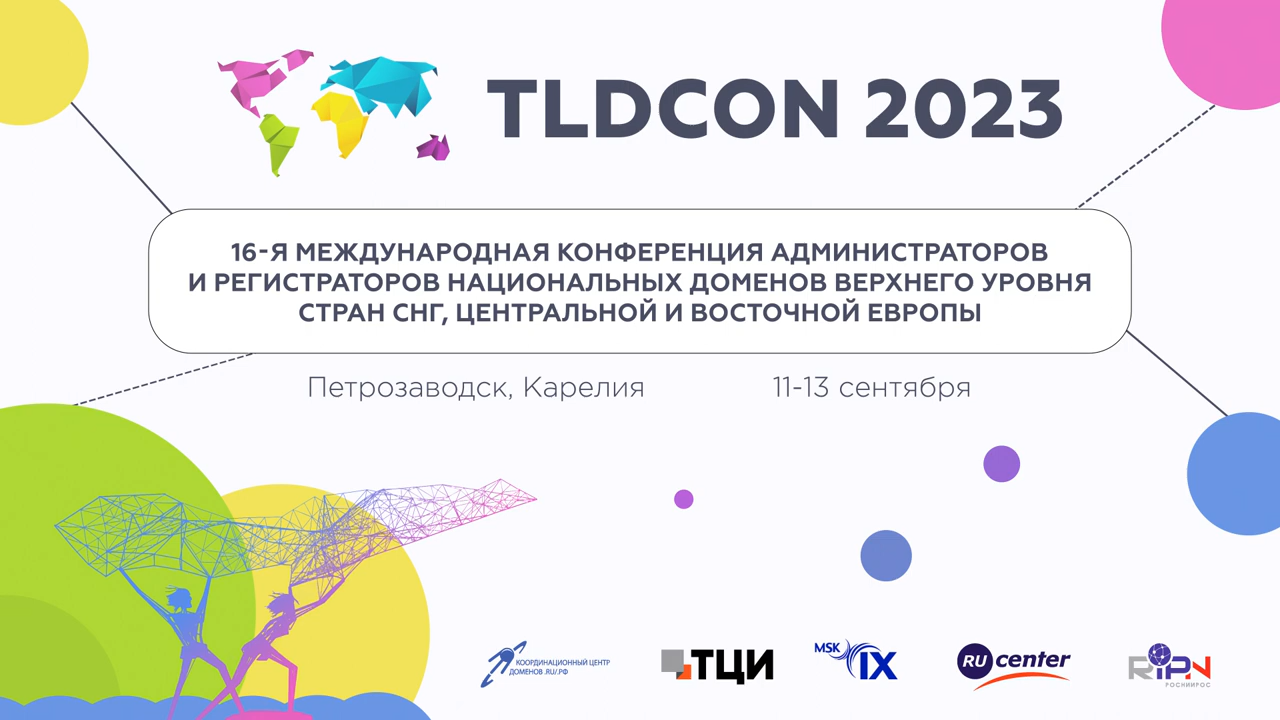 TLDCON 2023
16-Я МЕЖДУНАРОДНАЯ КОНФЕРЕНЦИЯ АДМИНИСТРАТОРОВ
И РЕГИСТРАТОРОВ НАЦИОНАЛЬНЫХ ДОМЕНОВ ВЕРХНЕГО УРОВНЯ
СТРАН СНГ, ЦЕНТРАЛЬНОЙ И ВОСТОЧНОЙ ЕВРОПЫ
Петрозаводск, Карелия
11-13 сентября
КООРДИНАЦИОННЫЙ ЦЕНТР
ДОМЕНОВ .RU/.РФ
ТЦИ
MSK
IX
RU center
RIPN
РОСНИИРОС